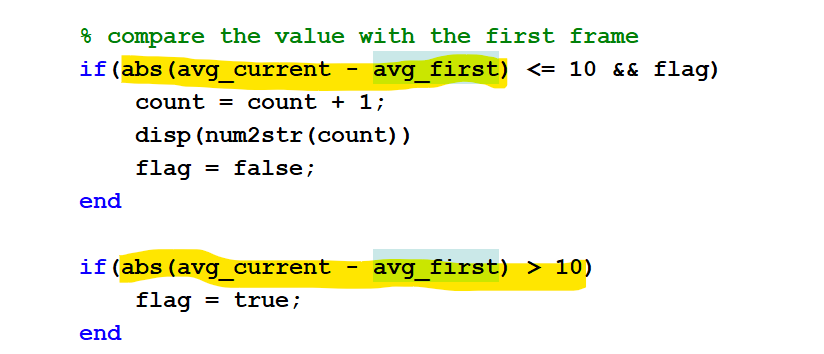 % compare the value with the first frame
if(abs(avg_current - avg_first) <= 10 && flag)
    count = count + 1;
    disp(num2str(count))
    flag = false;
end

if(abs(avg_current - avg_first) > 10)
    flag = true;
end